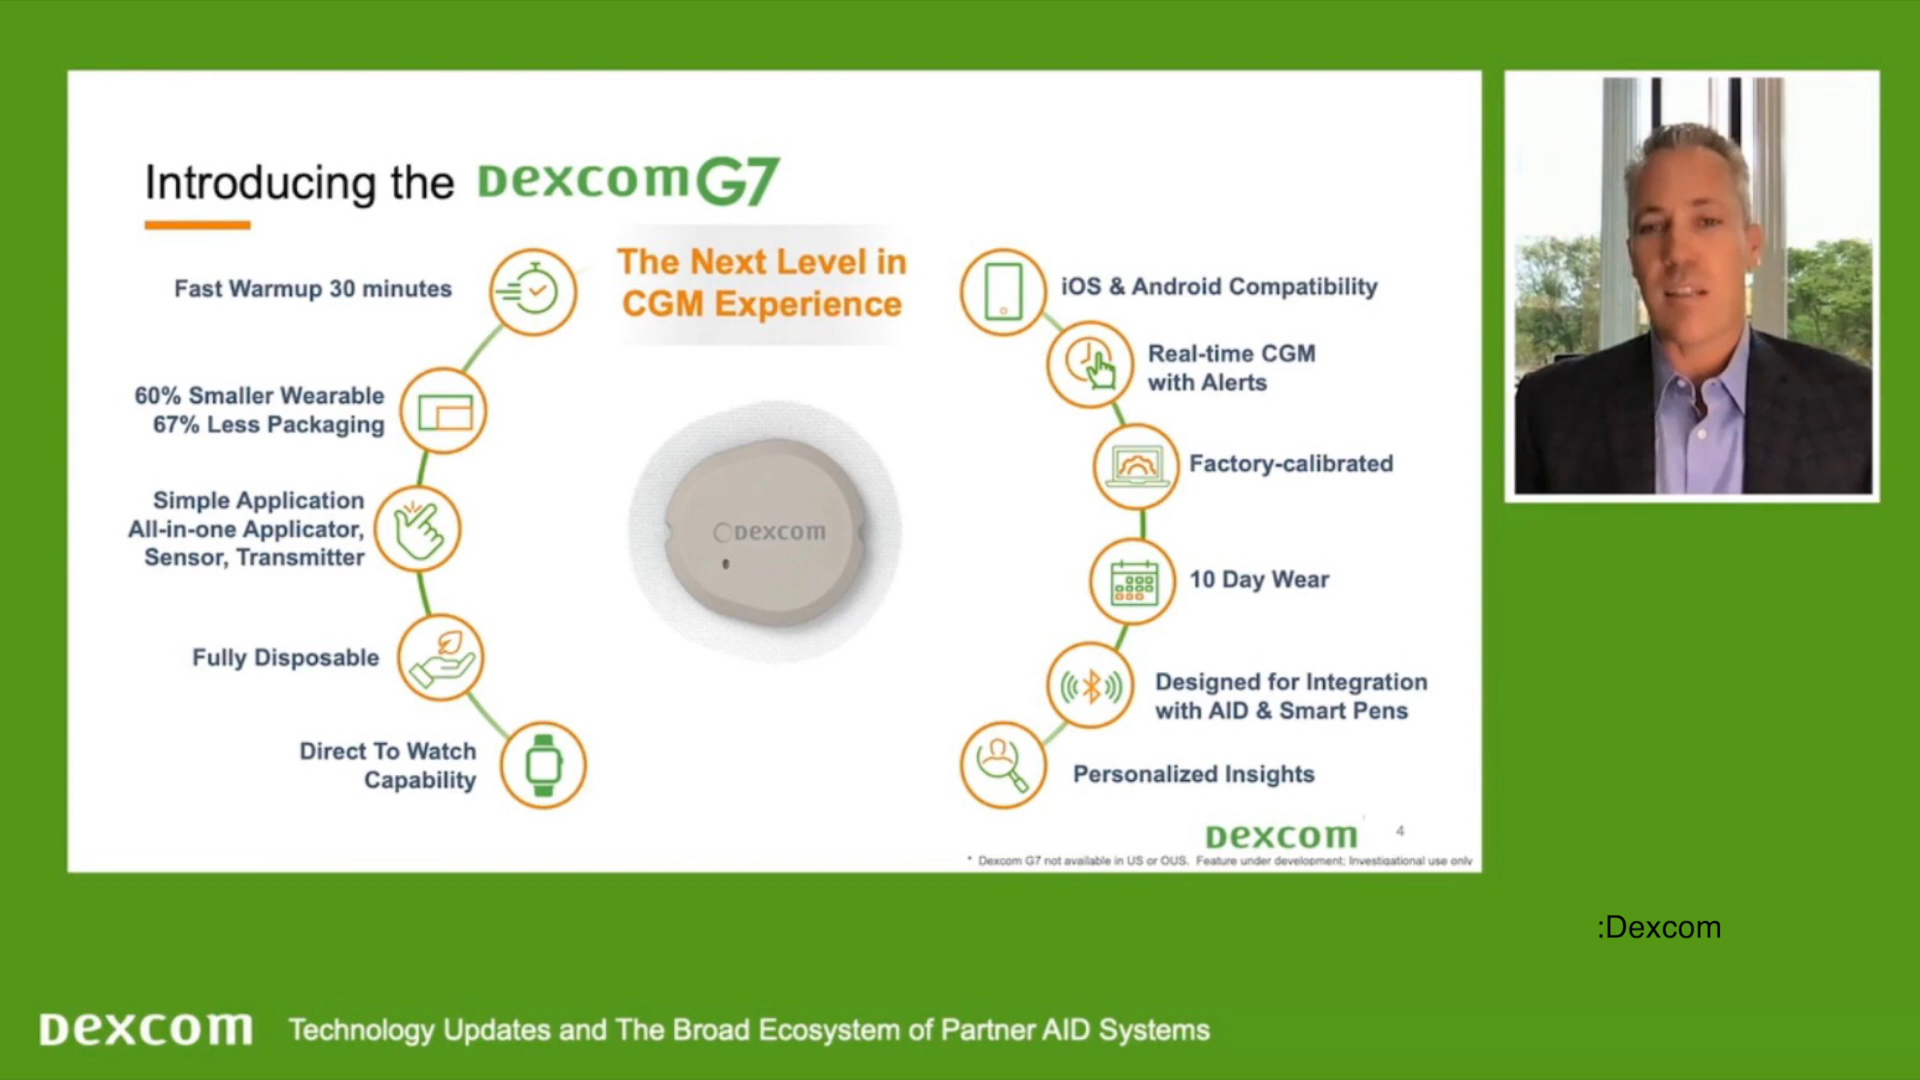 Introducing the Dexcom G7
The Next Level in
CGM Experience
Fast Warmup 30 minutes
60% Smaller Wearable
67% Less Packaging
Simple Application
All-in-one Applicator,
Sensor, Transmitter
Fully Disposable
Direct To Watch
Capability
Dexcom
iOS & Android Compatibility
Real-time CGM
with Alerts
Factory-calibrated
10 Day Wear
Designed for Integration
with AID & Smart Pens
Personalized Insights
Dexcom 4
* Dexcom G7 not available in US or OUS. Feature under development; Investigational use only
:Dexcom
Dexcom Technology Updates and The Broad Ecosystem of Partner AID Systems